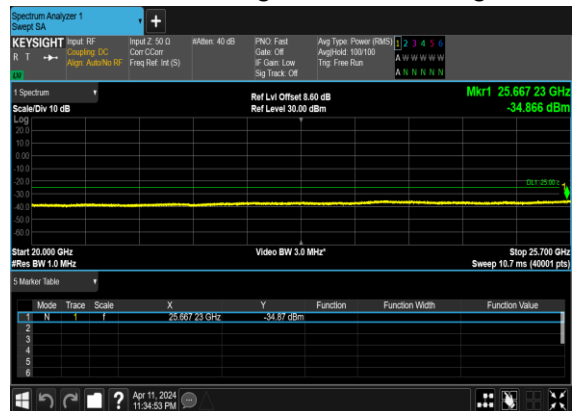 Spectrum Analyzer 1
Swept SA
+
KEYSIGHT
R T
Input: RF
Coupling: DC
Align: Auto/No RF
Input Z: 50 Ω
Corr CCorr
Freq Ref: Int (S)
#Atten: 40 dB
PNO: Fast
Gate: Off
IF Gain: Low
Sig Track: Off
Avg Type: Power (RMS)
Avg|Hold: 100/100
Trig: Free Run
1 2 3 4 5 6
A W W W W W
A N N N N N
LW
1 Spectrum
Scale/Div 10 dB
Ref Lvl Offset 8.60 dB
Ref Level 30.00 dBm
Mkr1 25.667 23 GHz
-34.866 dBm
Log
20.0
10.0
0.00
-10.0
-20.0
-30.0
-40.0
-50.0
-60.0
1
Start 20.000 GHz
#Res BW 1.0 MHz
Video BW 3.0 MHz*
Stop 25.700 GHz
Sweep 10.7 ms (40001 pts)
5 Marker Table
Mode Trace Scale X Y Function Function Width Function Value
1 N 1 f 25.667 23 GHz -34.87 dBm
2
3
4
5
6
?
Apr 11, 2024
11:34:53 PM